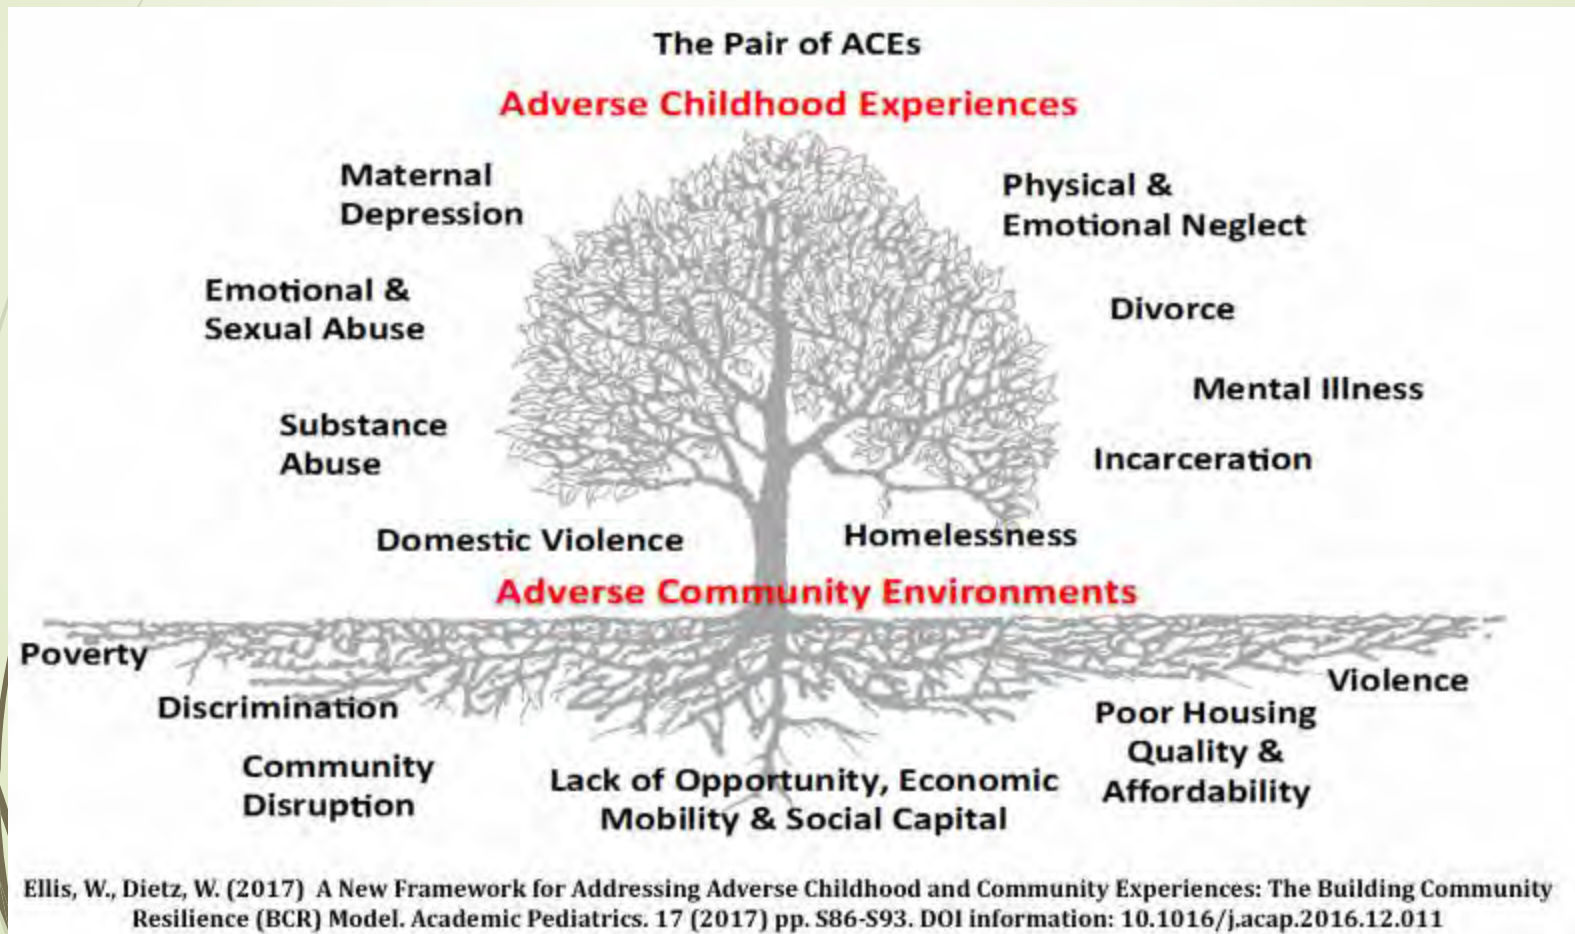 The Pair of ACEs
Adverse Childhood Experiences
Maternal
Depression
Physical &
Emotional Neglect
Emotional &
Sexual Abuse
Divorce
Mental Illness
Substance
Abuse
Incarceration
Domestic Violence
Homelessness
Adverse Community Environments
Poverty
Discrimination
Community
Disruption
Lack of Opportunity, Economic
Mobility & Social Capital
Poor Housing
Quality &
Affordability
Violence
Ellis, W., Dietz, W. (2017) A New Framework for Addressing Adverse Childhood and Community Experiences: The Building Community
Resilience (BCR) Model. Academic Pediatrics. 17 (2017) pp. S86-S93. DOI information: 10.1016/j.acap.2016.12.011